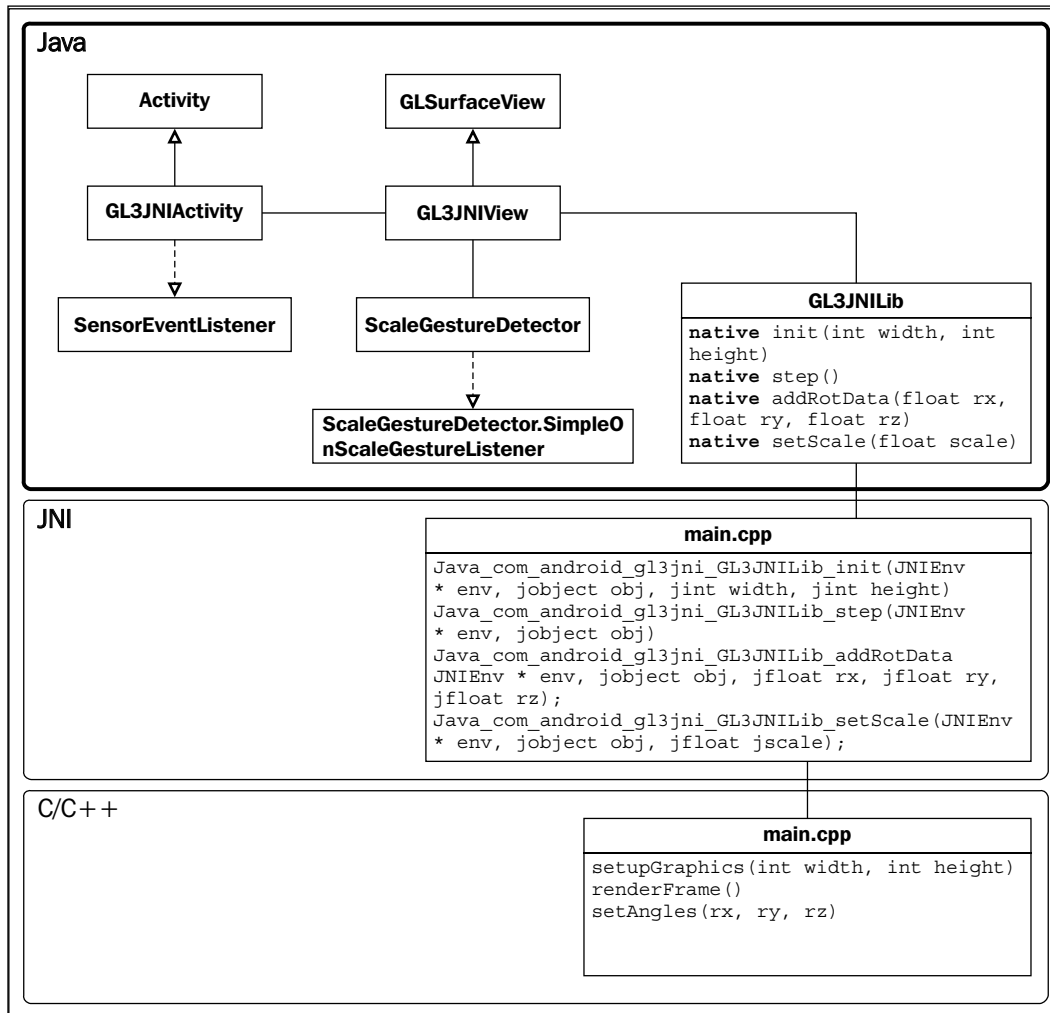 Java
Activity
GLSurfaceView
GL3JNIActivity
GL3JNIView
SensorEventListener
ScaleGestureDetector
ScaleGestureDetector.SimpleO
nScaleGestureListener
GL3JNILib
native init(int width, int
height)
native step()
native addRotData(float rx,
float ry, float rz)
native setScale(float scale)
JNI
main.cpp
Java_com_android_gl3jni_GL3JNILib_init(JNIEnv
* env, jobject obj, jint width, jint height)
Java_com_android_gl3jni_GL3JNILib_step(JNIEnv
* env, jobject obj)
Java_com_android_gl3jni_GL3JNILib_addRotData
JNIEnv * env, jobject obj, jfloat rx, jfloat ry,
jfloat rz);
Java_com_android_gl3jni_GL3JNILib_setScale(JNIEnv
* env, jobject obj, jfloat jscale);
C/C++
main.cpp
setupGraphics(int width, int height)
renderFrame()
setAngles(rx, ry, rz)